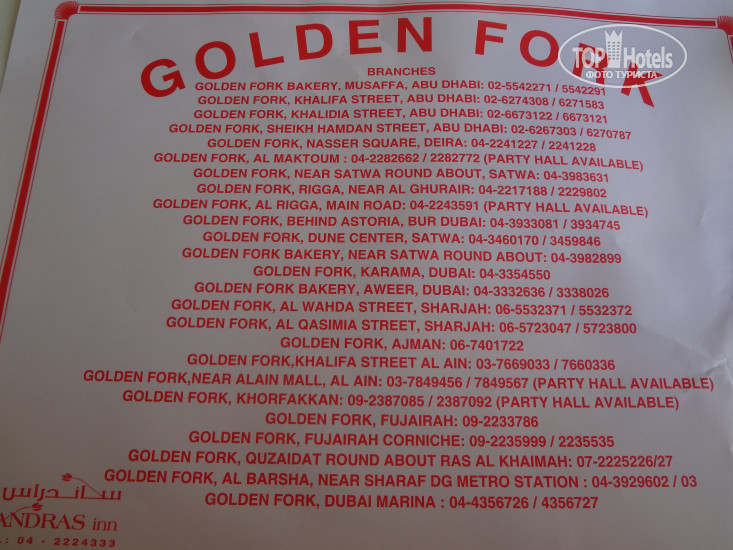 GOLDEN FORK
TOP Hotels
ФОТО ТУРИСТА
BRANCHES
GOLDEN FORK BAKERY, MUSAFFA, ABU DHABI: 02-5542271 / 5542291
GOLDEN FORK, KHALIFA STREET, ABU DHABI: 02-6274308 / 6271583
GOLDEN FORK, KHALIDIA STREET, ABU DHABI: 02-6673122 / 6673121
GOLDEN FORK, SHEIKH HAMDAN STREET, ABU DHABI: 02-6267303 / 6270787
GOLDEN FORK, NASSER SQUARE, DEIRA: 04-2241227 / 2241228
GOLDEN FORK, AL MAKTOUM : 04-2282662 / 2282772 (PARTY HALL AVAILABLE)
GOLDEN FORK, NEAR SATWA ROUND ABOUT, SATWA: 04-3983631
GOLDEN FORK, RIGGA, NEAR AL GHURAIR: 04-2217188 / 2229802
GOLDEN FORK, AL RIGGA, MAIN ROAD: 04-2243591 (PARTY HALL AVAILABLE)
GOLDEN FORK, BEHIND ASTORIA, BUR DUBAI: 04-3933081 / 3934745
GOLDEN FORK, DUNE CENTER, SATWA: 04-3460170 / 3459846
GOLDEN FORK BAKERY, NEAR SATWA ROUND ABOUT: 04-3982899
GOLDEN FORK, KARAMA, DUBAI: 04-3354550
GOLDEN FORK BAKERY, AWEER, DUBAI: 04-3332636 / 3338026
GOLDEN FORK, AL WAHDA STREET, SHARJAH: 06-5532371 / 5532372
GOLDEN FORK, AL QASIMIA STREET, SHARJAH: 06-5723047 / 5723800
GOLDEN FORK, AJMAN: 06-7401722
GOLDEN FORK,KHALIFA STREET AL AIN: 03-7669033 / 7660336
GOLDEN FORK,NEAR ALAIN MALL, AL AIN: 03-7849456 / 7849567 (PARTY HALL AVAILABLE)
GOLDEN FORK, KHORFAKKAN: 09-2387085 / 2387092 (PARTY HALL AVAILABLE)
GOLDEN FORK, FUJAIRAH: 09-2233786
GOLDEN FORK, FUJAIRAH CORNICHE: 09-2235999 / 2235535
GOLDEN FORK, QUZAIDAT ROUND ABOUT RAS AL KHAIMAH: 07-2225226/27
GOLDEN FORK, AL BARSHA, NEAR SHARAF DG METRO STATION : 04-3929602 / 03
GOLDEN FORK, DUBAI MARINA : 04-4356726 / 4356727
ANDRAS inn
: 04 - 2224333